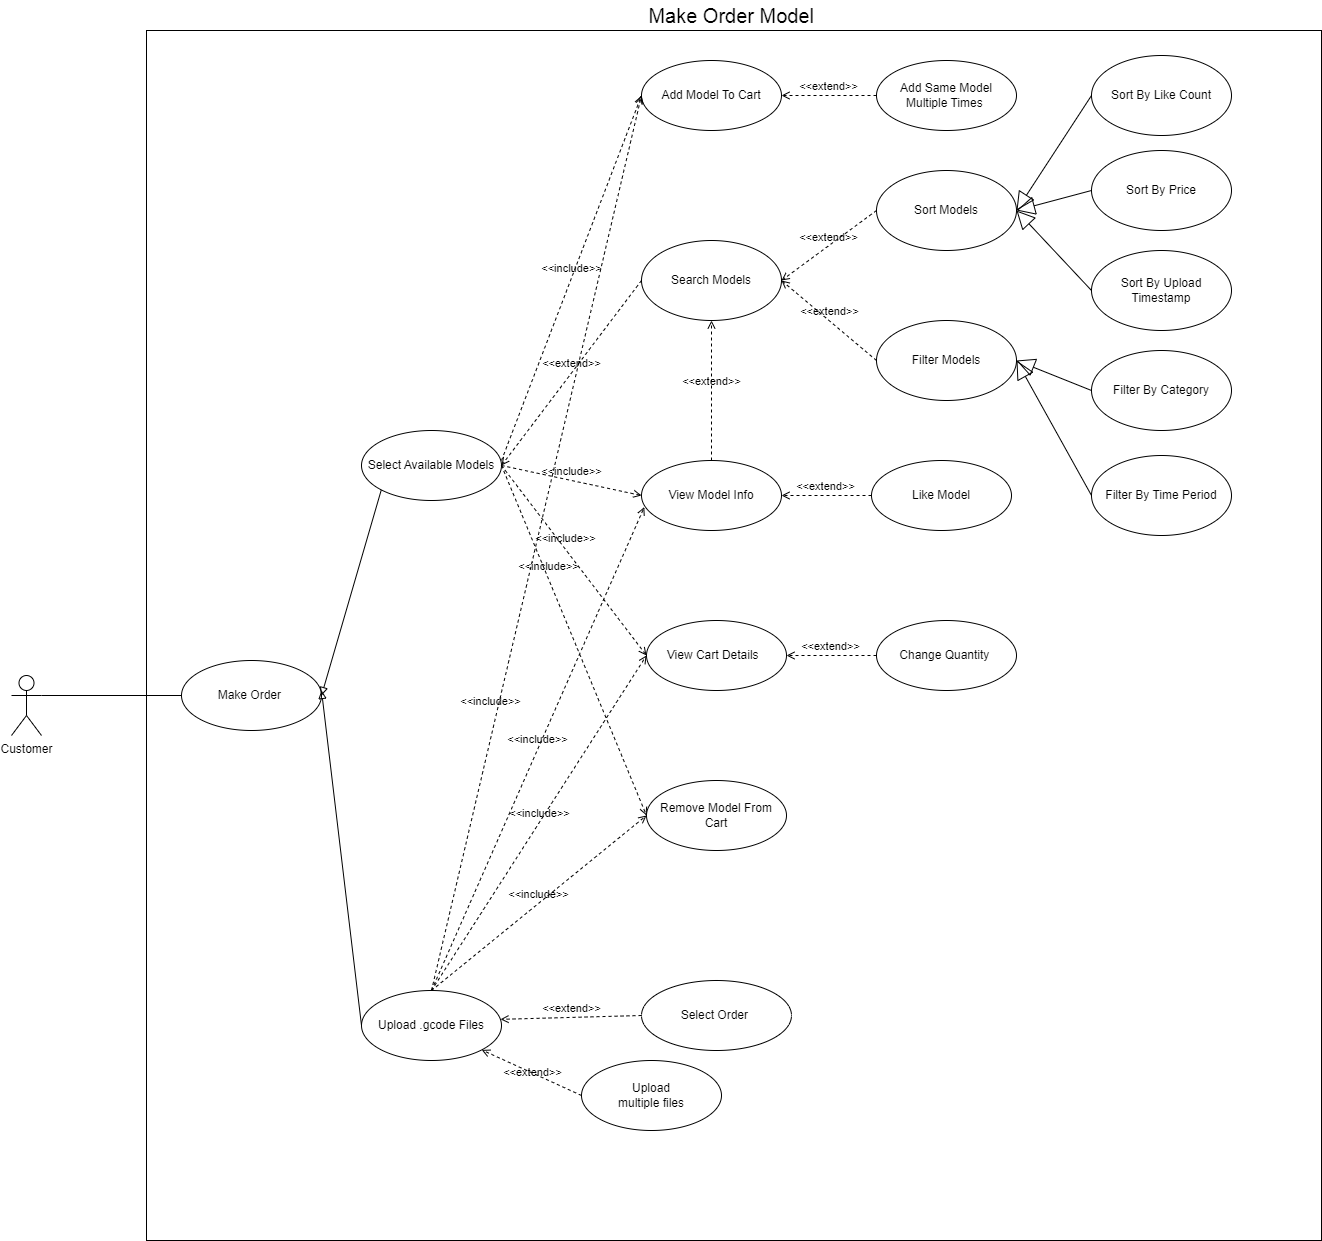 Make Order Model
Add Model To Cart
<<extend>>
Add Same Model
Multiple Times
Sort By Like Count
Sort By Price
Sort Models
<<extend>>
<<include>>
Search Models
Sort By Upload
Timestamp
<<extend>>
<<extend>>
Filter Models
<<extend>>
Filter By Category
Select Available Models
<<include>>
View Model Info
<<extend>>
Like Model
Filter By Time Period
<<include>>
<<include>>
View Cart Details
<<extend>>
Change Quantity
Make Order
<<include>>
Customer
<<include>>
<<include>>
Remove Model From
Cart
<<include>>
Upload .gcode Files
<<extend>>
Select Order
<<extend>>
Upload
multiple files